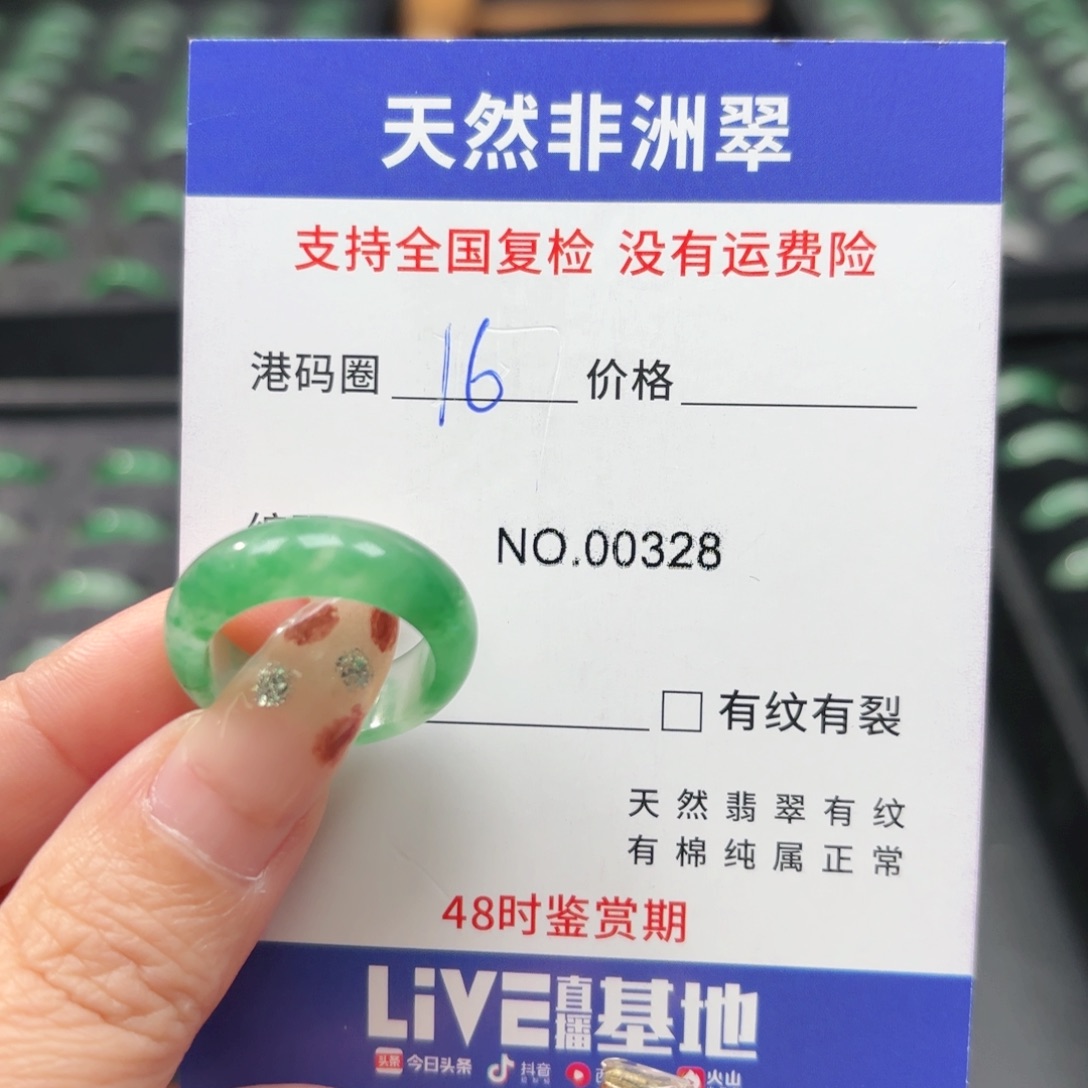 天然非洲翠
支持全国复检 没有运费险
港码圈 16 价格
NO.00328
有纹有裂
天然翡翠有纹
有棉纯属正常
48时鉴赏期
LiVE直播基地
头条 今日头条 抖音 火山